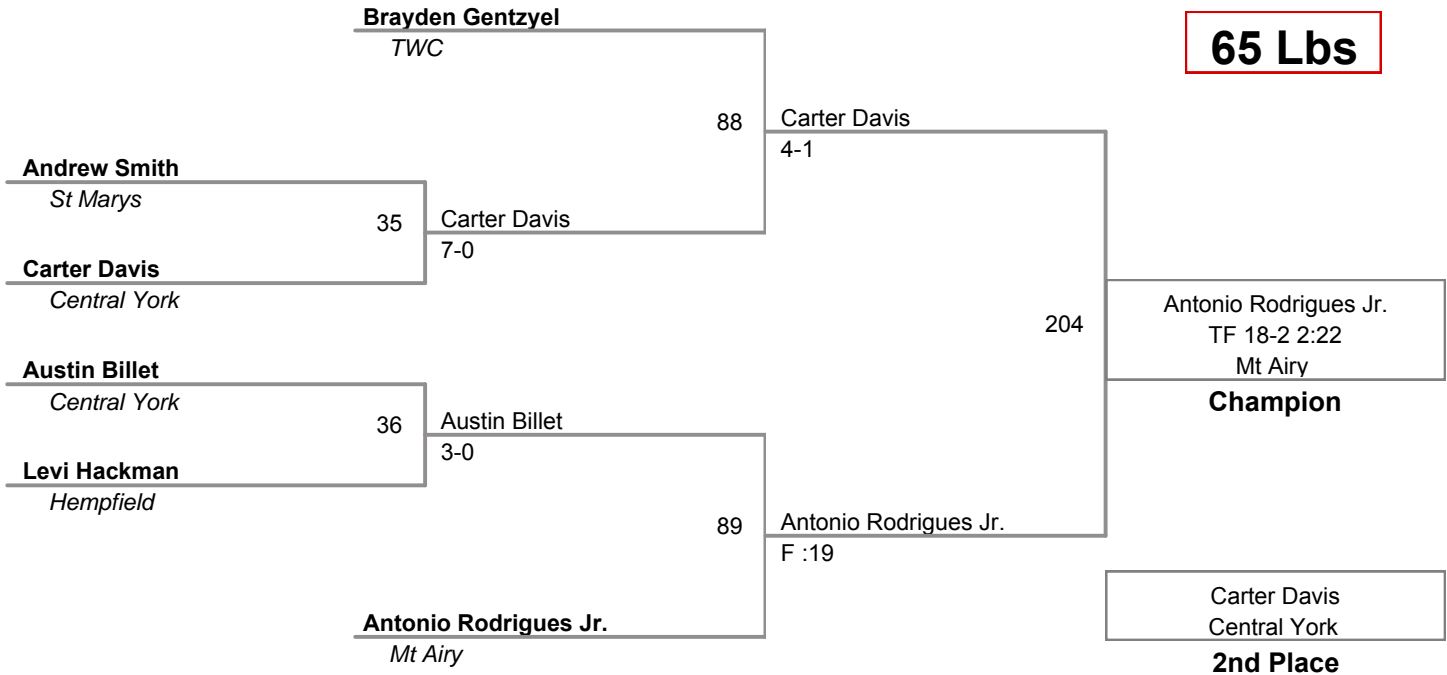 Brayden Gentzyel
TWC
65 Lbs
88
Carter Davis
4-1
Andrew Smith
St Marys
35
Carter Davis
7-0
Carter Davis
Central York
204
Antonio Rodrigues Jr.
TF 18-2 2:22
Mt Airy
Champion
Austin Billet
Central York
36
Austin Billet
3-0
Levi Hackman
Hempfield
89
Antonio Rodrigues Jr.
F :19
Antonio Rodrigues Jr.
Mt Airy
Carter Davis
Central York
2nd Place